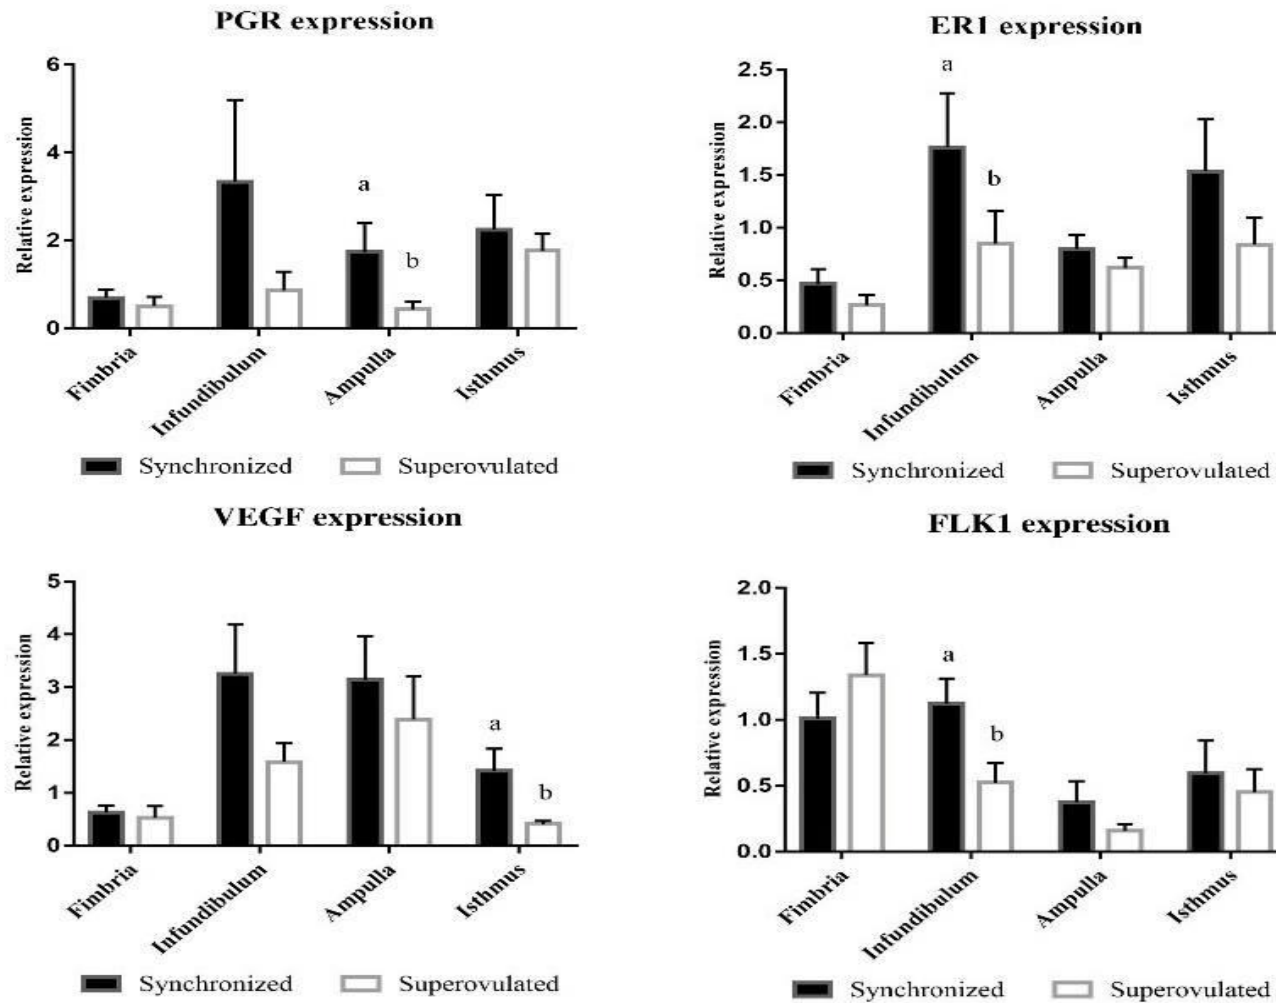 PGR expression
Relative expression
6
4
2
0
a
b
Fimbria
Infundibulum
Ampulla
Isthmus
Synchronized
Superovulated
ER1 expression
Relative expression
2.5
2.0
1.5
1.0
0.5
0.0
a
b
Fimbria
Infundibulum
Ampulla
Isthmus
Synchronized
Superovulated
VEGF expression
Relative expression
5
4
3
2
1
0
a
b
Fimbria
Infundibulum
Ampulla
Isthmus
Synchronized
Superovulated
FLK1 expression
Relative expression
2.0
1.5
1.0
0.5
0.0
a
b
Fimbria
Infundibulum
Ampulla
Isthmus
Synchronized
Superovulated